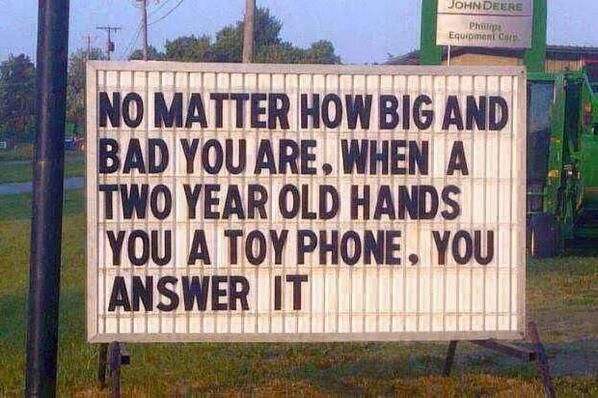 JOHN DEERE
Phillips
Equipment Corp.
NO MATTER HOW BIG AND
BAD YOU ARE, WHEN A
TWO YEAR OLD HANDS
YOU A TOY PHONE, YOU
ANSWER IT